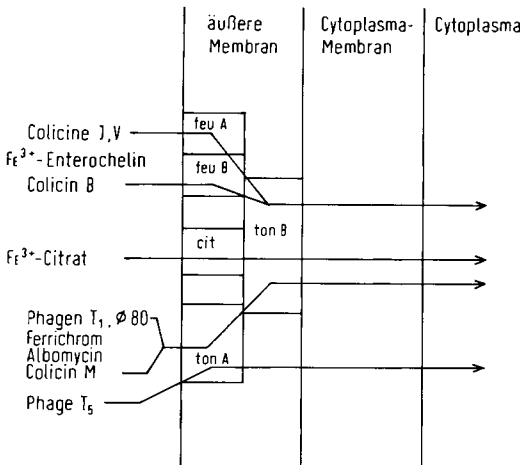 äußere
Membran
Cytoplasma-
Membran
Cytoplasma
feu A
Colicine J,V
Fe³⁺-Enterochelin
feu B
Colicin B
ton B
cit
Fe³⁺-Citrat
Phagen T₁, Ø 80
Ferrichrom
Albomycin
ton A
Colicin M
Phage T₅